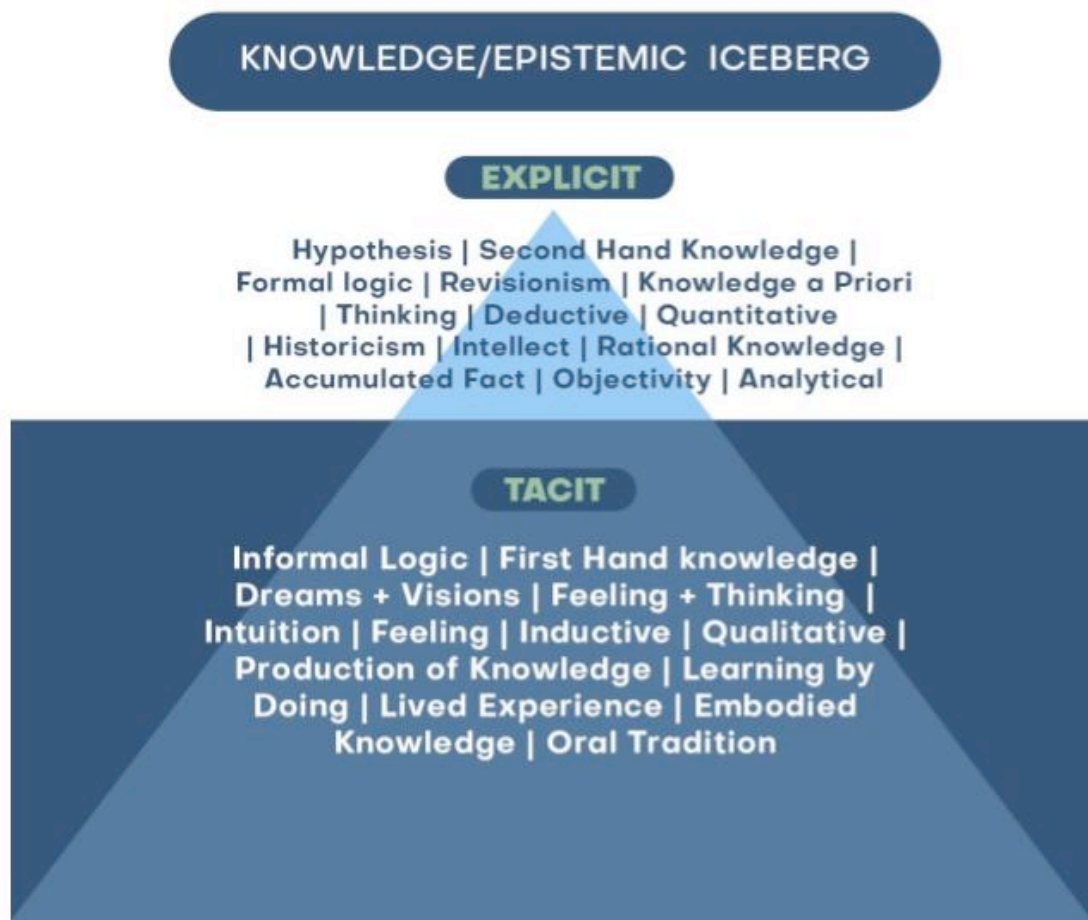 KNOWLEDGE/EPISTEMIC ICEBERG
EXPLICIT
Hypothesis | Second Hand Knowledge |
Formal logic | Revisionism | Knowledge a Priori
| Thinking | Deductive | Quantitative
| Historicism | Intellect | Rational Knowledge |
Accumulated Fact | Objectivity | Analytical
TACIT
Informal Logic | First Hand knowledge |
Dreams + Visions | Feeling + Thinking |
Intuition | Feeling | Inductive | Qualitative |
Production of Knowledge | Learning by
Doing | Lived Experience | Embodied
Knowledge | Oral Tradition